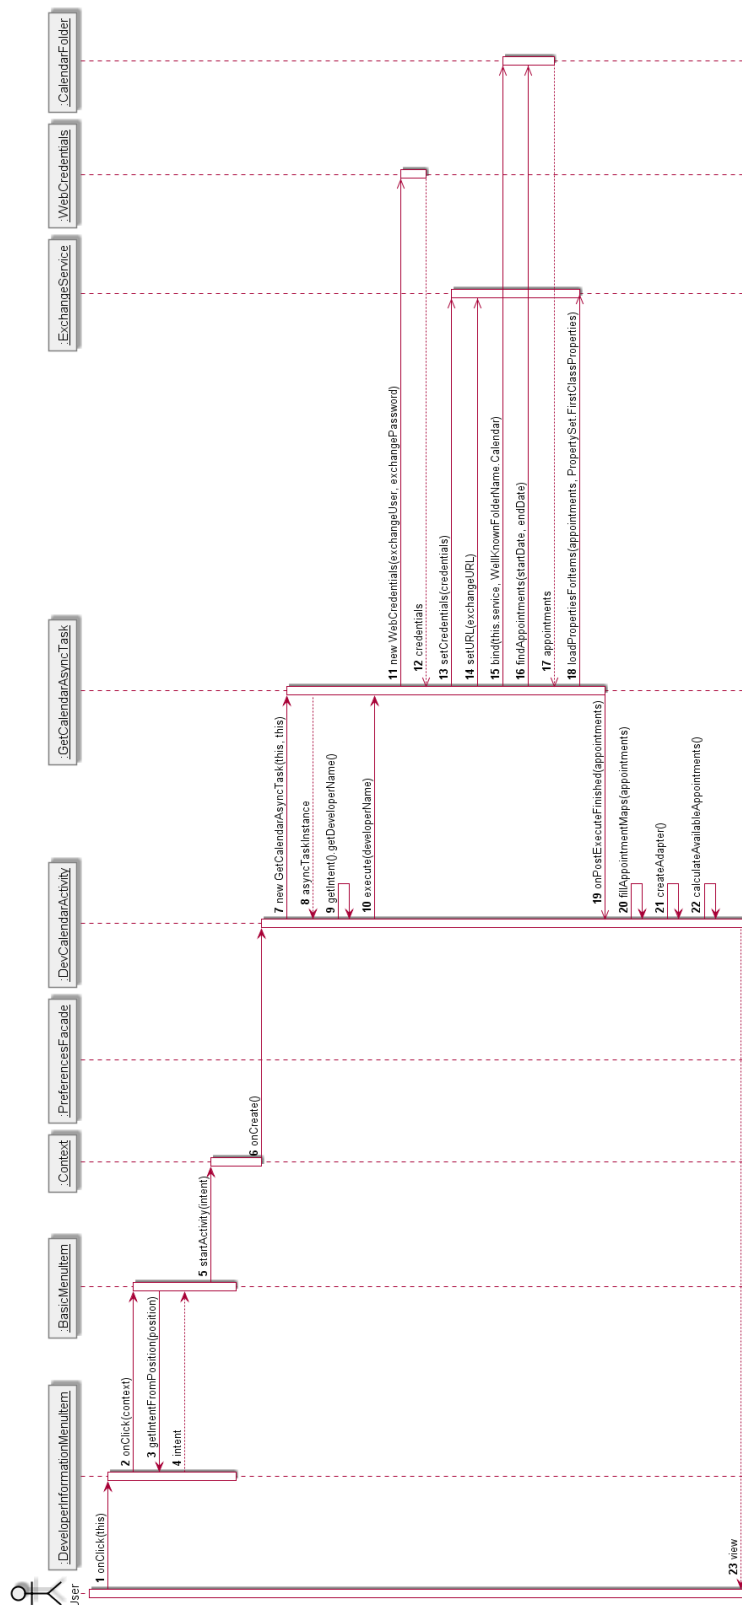 User
:DeveloperInformationMenuItem
:BasicMenuItem
:Context
:PreferencesFacade
:DevCalendarActivity
:GetCalendarAsyncTask
:ExchangeService
:WebCredentials
:CalendarFolder
1 onClick(this)
2 onClick(context)
3 getIntentFromPosition(position)
4 intent
5 startActivity(intent)
6 onCreate()
7 new GetCalendarAsyncTask(this, this)
8 asyncTaskInstance
9 getIntent().getDeveloperName()
10 execute(developerName)
11 new WebCredentials(exchangeUser, exchangePassword)
12 credentials
13 setCredentials(credentials)
14 setURL(exchangeURL)
15 bind(this.service, WellKnownFolderName.Calendar)
16 findAppointments(startDate, endDate)
17 appointments
18 loadPropertiesForItems(appointments, PropertySet.FirstClassProperties)
19 onPostExecuteFinished(appointments)
20 fillAppointmentMaps(appointments)
21 createAdapter()
22 calculateAvailableAppointments()
23 view